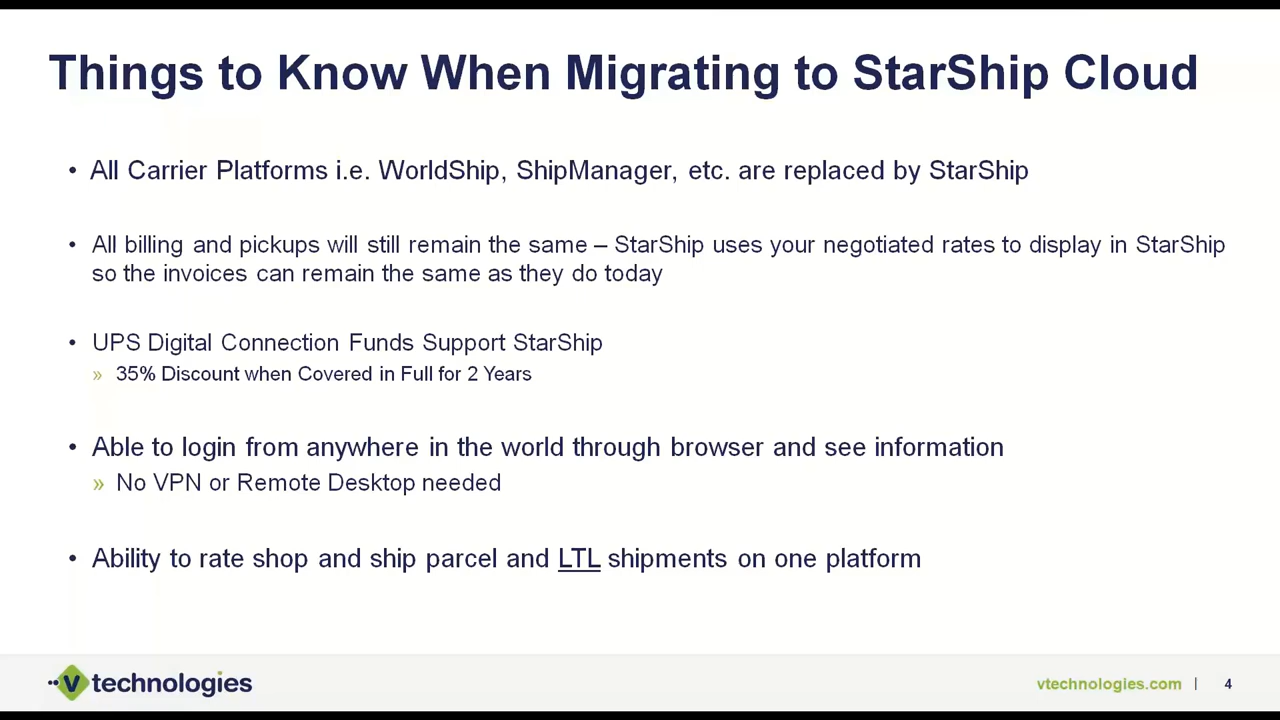 Things to Know When Migrating to StarShip Cloud
• All Carrier Platforms i.e. WorldShip, ShipManager, etc. are replaced by StarShip
• All billing and pickups will still remain the same – StarShip uses your negotiated rates to display in StarShip
so the invoices can remain the same as they do today
• UPS Digital Connection Funds Support StarShip
» 35% Discount when Covered in Full for 2 Years
• Able to login from anywhere in the world through browser and see information
» No VPN or Remote Desktop needed
• Ability to rate shop and ship parcel and LTL shipments on one platform
V technologies
vtechnologies.com | 4